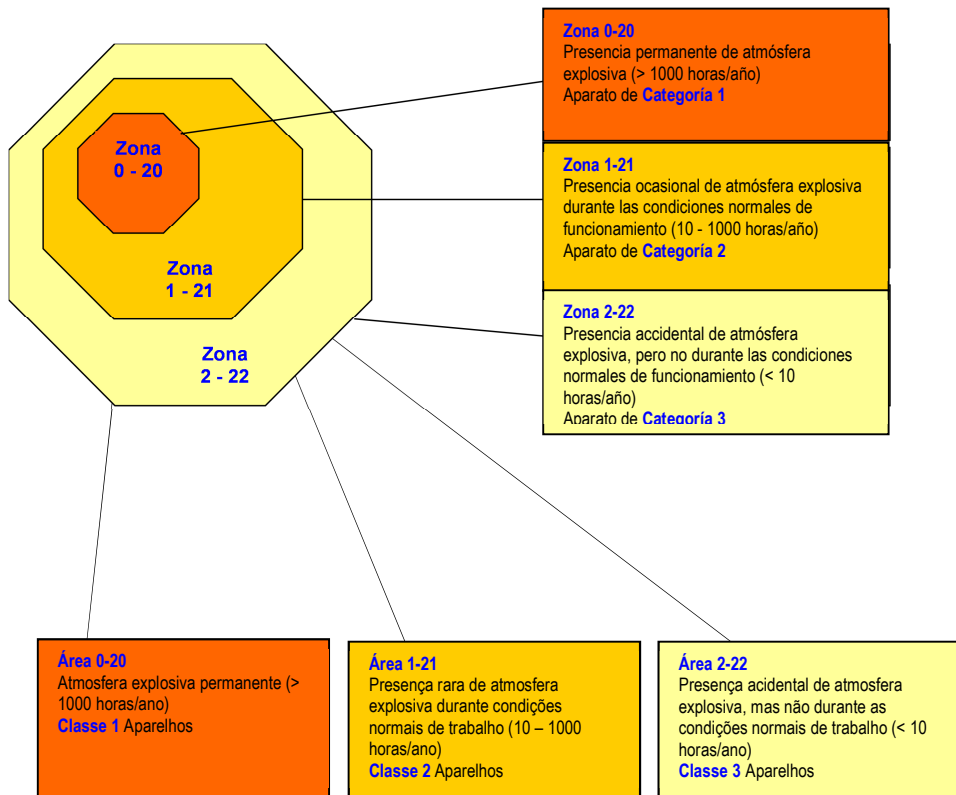 Zona
0 - 20
Zona
1 - 21
Zona
2 - 22
Zona 0-20
Presencia permanente de atmósfera
explosiva (> 1000 horas/año)
Aparato de Categoría 1
Zona 1-21
Presencia ocasional de atmósfera explosiva
durante las condiciones normales de
funcionamiento (10 - 1000 horas/año)
Aparato de Categoría 2
Zona 2-22
Presencia accidental de atmósfera
explosiva, pero no durante las condiciones
normales de funcionamiento (< 10
horas/año)
Aparato de Categoría 3
Área 0-20
Atmosfera explosiva permanente (>
1000 horas/ano)
Classe 1 Aparelhos
Área 1-21
Presença rara de atmosfera
explosiva durante condições
normais de trabalho (10 – 1000
horas/ano)
Classe 2 Aparelhos
Área 2-22
Presença acidental de atmosfera
explosiva, mas não durante as
condições normais de trabalho (< 10
horas/ano)
Classe 3 Aparelhos